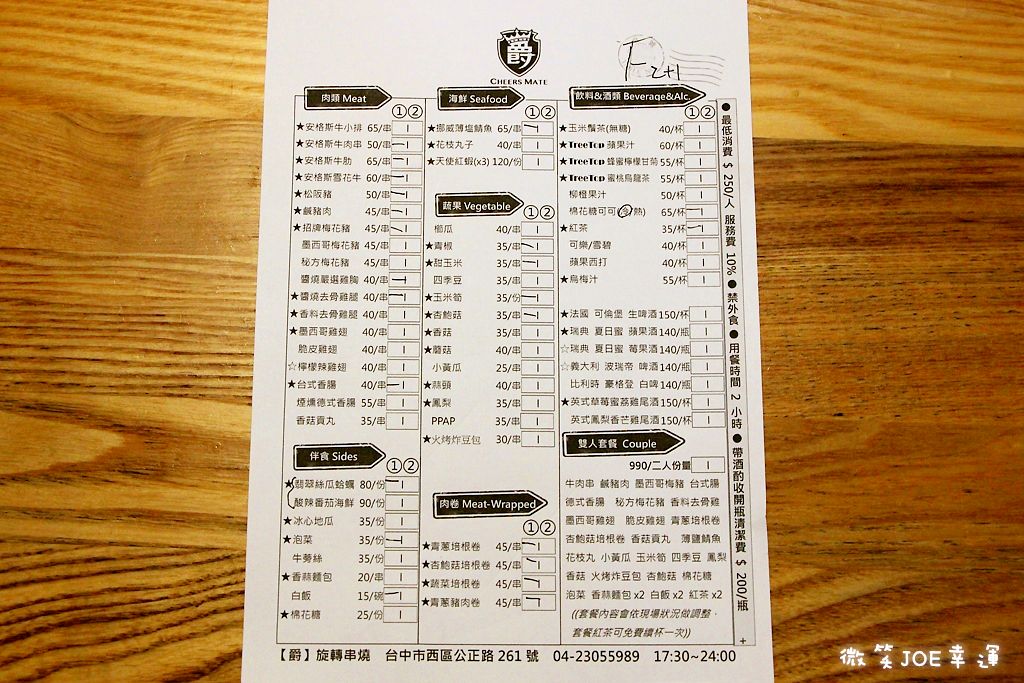 爵
CHEERS MATE
F 2+1
肉類 Meat
①②
★安格斯牛小排 65/串
★安格斯牛肉串 50/串
★安格斯牛肋 65/串
★安格斯雪花牛 60/串
★松阪豬 50/串
★鹹豬肉 45/串
★招牌梅花豬 45/串
墨西哥梅花豬 45/串
秘方梅花豬 45/串
醬燒嚴選雞胸 40/串
★醬燒去骨雞腿 40/串
★香料去骨雞腿 40/串
★墨西哥雞翅 40/串
脆皮雞翅 40/串
☆檸檬辣雞翅 40/串
★台式香腸 40/串
煙燻德式香腸 55/串
香菇貢丸 35/串
伴食 Sides
①②
★翡翠絲瓜蛤蠣 80/份
酸辣番茄海鮮 90/份
★冰心地瓜 35/份
★泡菜 35/份
牛蒡絲 35/份
★香蒜麵包 20/串
白飯 15/碗
★棉花糖 25/份
海鮮 Seafood
①②
★挪威薄塩鯖魚 65/串
★花枝丸子 40/串
★天使紅蝦(x3) 120/份
蔬果 Vegetable
①②
櫛瓜 40/串
★青椒 35/串
★甜玉米 35/串
四季豆 35/串
★玉米筍 35/份
★杏鮑菇 35/串
★香菇 35/串
★蘑菇 40/串
小黃瓜 25/串
★蒜頭 40/串
★鳳梨 35/串
PPAP 35/串
★火烤炸豆包 30/串
肉卷 Meat-Wrapped
①②
★青蔥培根卷 45/串
★杏鮑菇培根卷 45/串
★蔬菜培根卷 45/串
★青蔥豬肉卷 45/串
飲料&酒類 Beverage&Alc
①②
★玉米鬚茶(無糖) 40/杯
★TreeTop 蘋果汁 60/杯
★TreeTop 蜂蜜檸檬甘菊 55/杯
★TreeTop 蜜桃烏龍茶 55/杯
柳橙果汁 50/杯
棉花糖可可(冷/熱) 65/杯
★紅茶 35/杯
可樂/雪碧 40/杯
蘋果西打 40/杯
★烏梅汁 55/杯
★法國 可倫堡 生啤酒 150/杯
★瑞典 夏日蜜 蘋果酒 140/瓶
☆瑞典 夏日蜜 莓果酒 140/瓶
☆義大利 波瑞帝 啤酒 140/瓶
比利時 豪格登 白啤 140/瓶
★英式草莓蜜荔雞尾酒 150/杯
英式鳳梨香芒雞尾酒 150/杯
雙人套餐 Couple
990/二人份量
牛肉串 鹹豬肉 墨西哥梅豬 台式腸
德式香腸 秘方梅花豬 香料去骨雞
墨西哥雞翅 脆皮雞翅 青蔥培根卷
杏鮑菇培根卷 香菇貢丸 薄鹽鯖魚
花枝丸 小黃瓜 玉米筍 四季豆 鳳梨
香菇 火烤炸豆包 杏鮑菇 棉花糖
泡菜 香蒜麵包 x2 白飯 x2 紅茶 x2
((套餐內容會依現場狀況做調整，
套餐紅茶可免費續杯一次))
●最低消費 $ 250/人 服務費 10% ●禁外食 ●用餐時間 2 小時 ●帶酒酌收開瓶清潔費 $ 200/瓶
【爵】旋轉串燒 台中市西區公正路 261 號 04-23055989 17:30~24:00
微笑JOE幸運